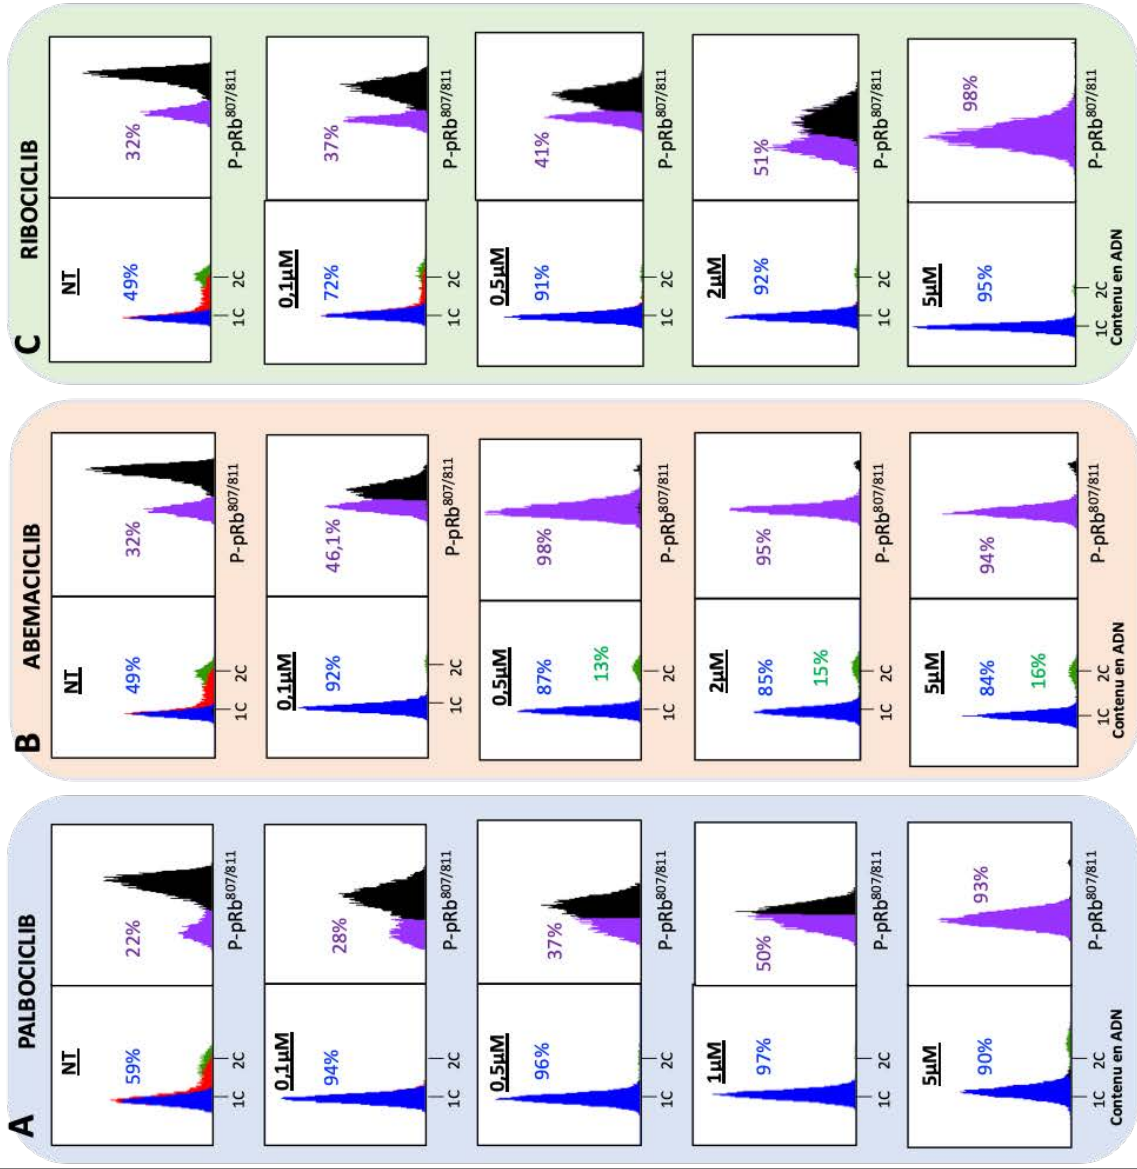 A PALBOCICLIB
NT
59%
22%
1C 2C
P-pRb807/811
0,1µM
94%
28%
1C 2C
P-pRb807/811
0,5µM
96%
37%
1C 2C
P-pRb807/811
1µM
97%
50%
1C 2C
P-pRb807/811
5µM
90%
93%
1C 2C
Contenu en ADN
P-pRb807/811
B ABEMACICLIB
NT
49%
32%
1C 2C
P-pRb807/811
0,1µM
92%
46,1%
1C 2C
P-pRb807/811
0,5µM
87%
13%
98%
1C 2C
P-pRb807/811
2µM
85%
15%
95%
1C 2C
P-pRb807/811
5µM
84%
16%
94%
1C 2C
Contenu en ADN
P-pRb807/811
C RIBOCICLIB
NT
49%
32%
1C 2C
P-pRb807/811
0,1µM
72%
37%
1C 2C
P-pRb807/811
0,5µM
91%
41%
1C 2C
P-pRb807/811
2µM
92%
51%
1C 2C
P-pRb807/811
5µM
95%
98%
1C 2C
Contenu en ADN
P-pRb807/811